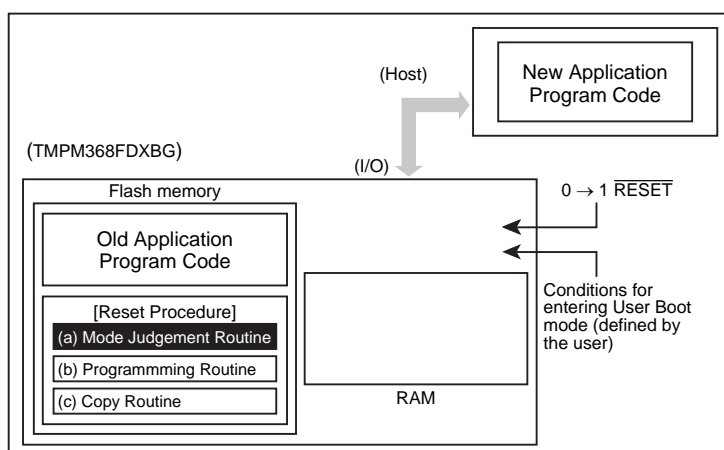 New Application
Program Code
(Host)
(TMPM368FDXBG)
(I/O)
Flash memory
0 → 1 RESET
Old Application
Program Code
[Reset Procedure]
(a) Mode Judgement Routine
(b) Programmming Routine
(c) Copy Routine
RAM
Conditions for
entering User Boot
mode (defined by
the user)